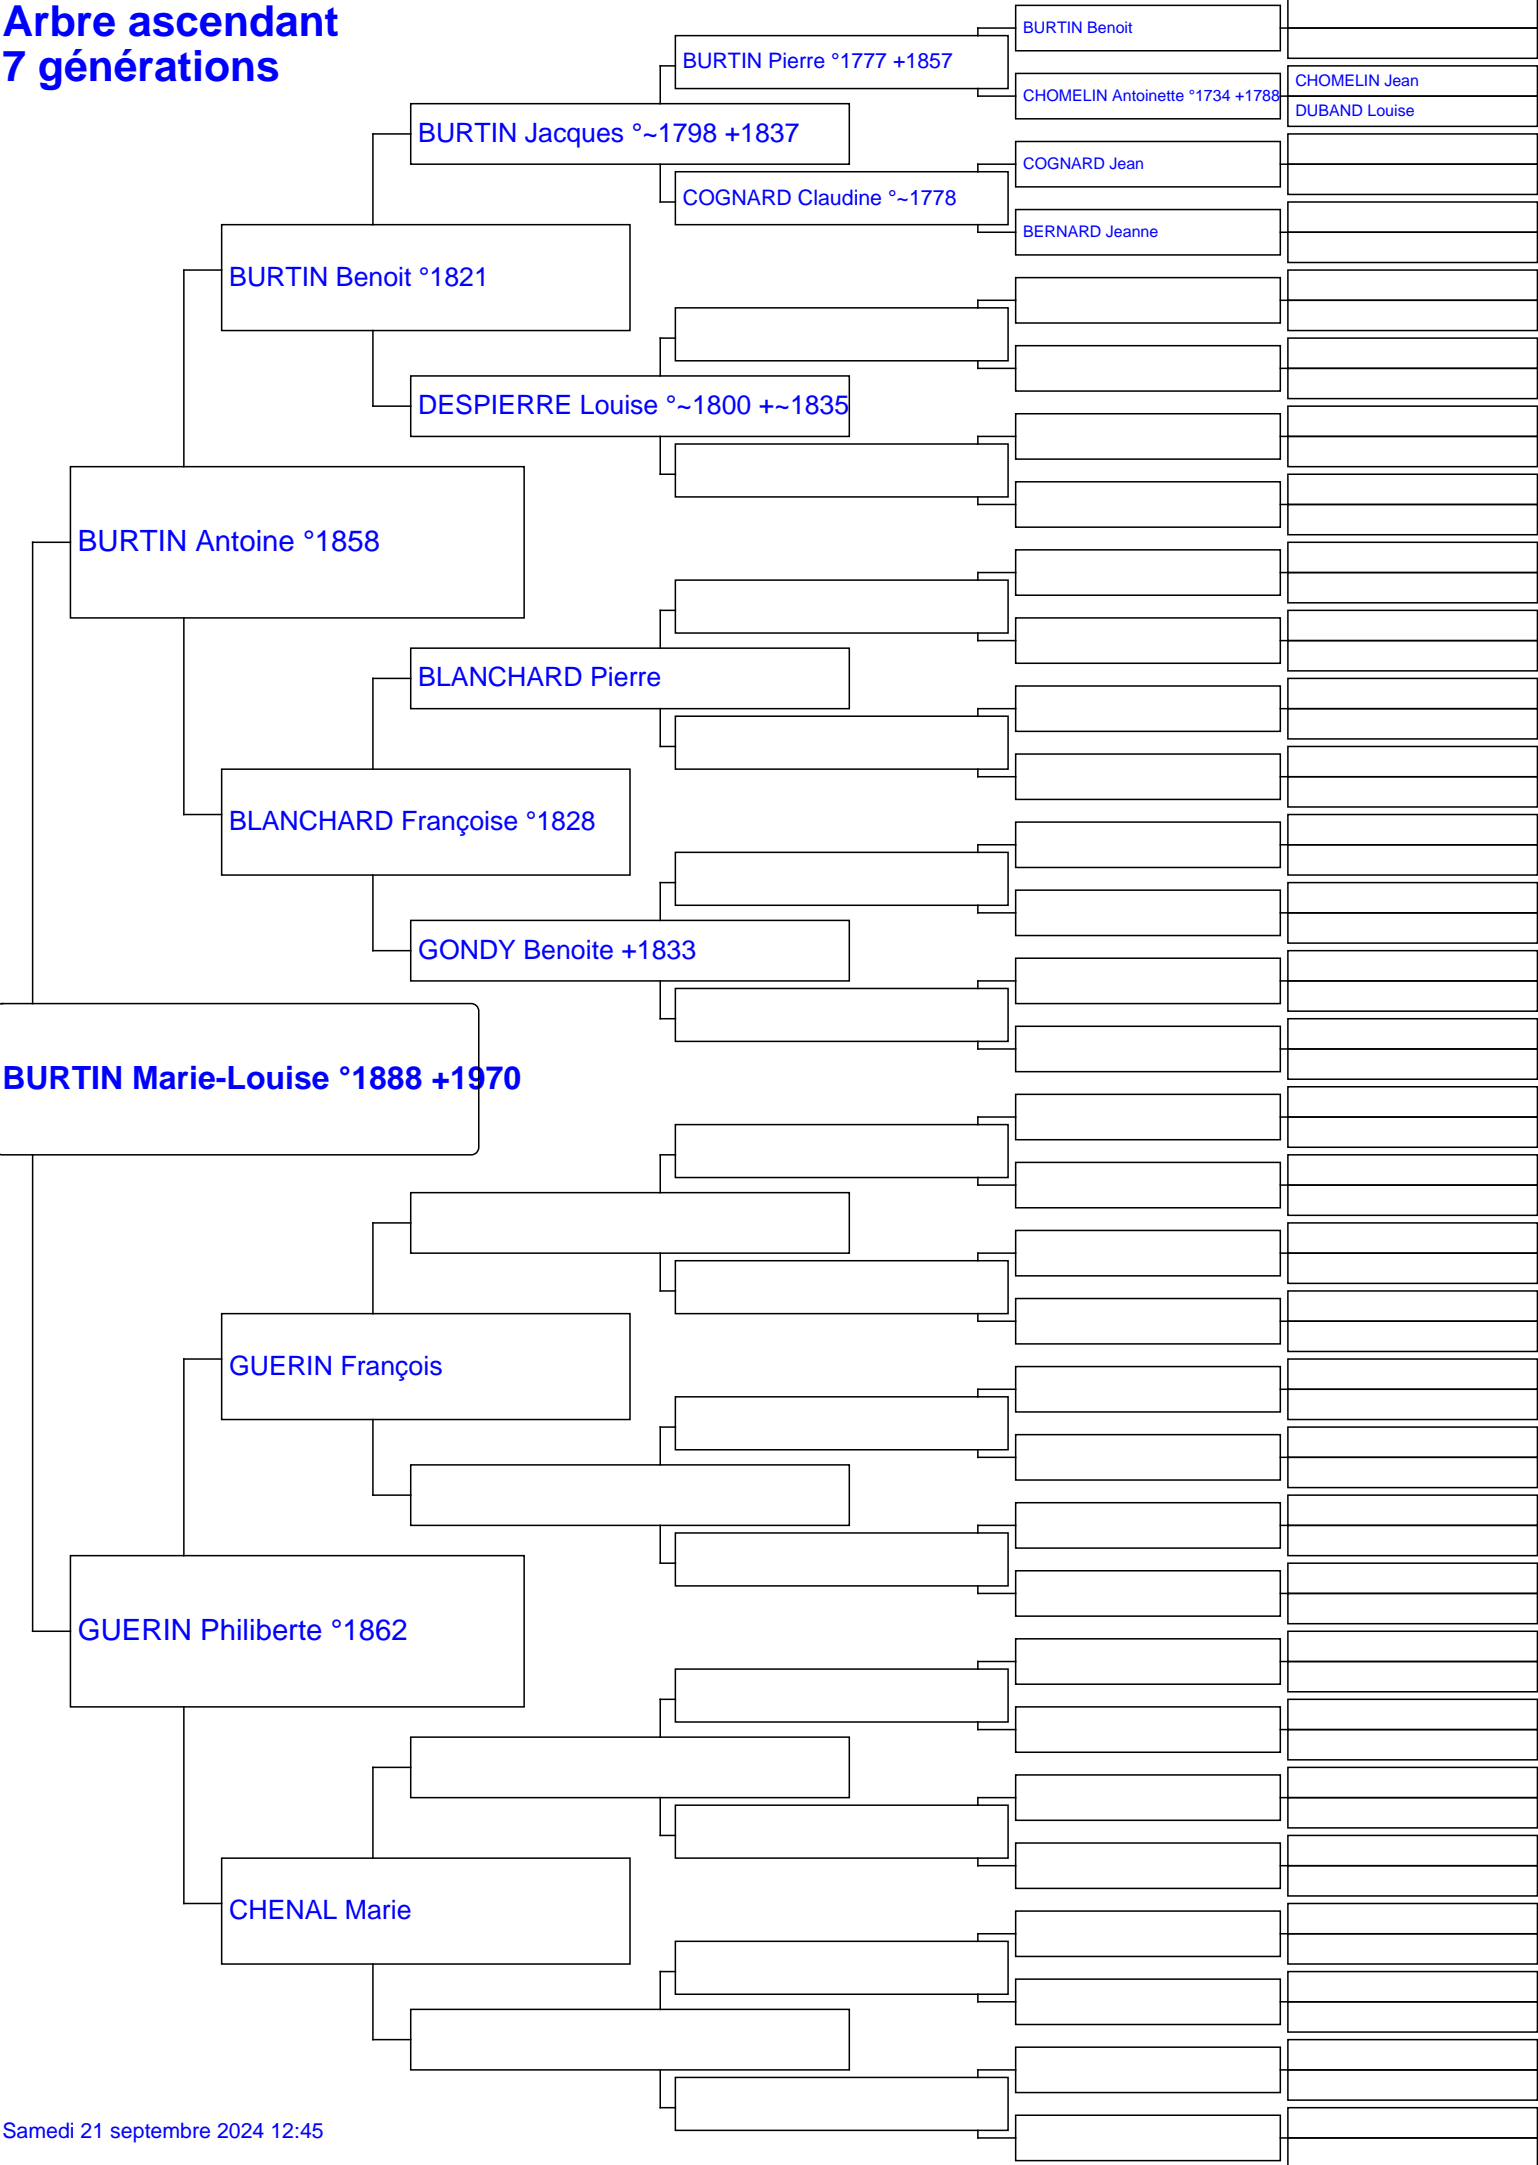 Arbre ascendant
7 générations
BURTIN Benoit
BURTIN Pierre °1777 +1857
CHOMELIN Jean
CHOMELIN Antoinette °1734 +1788
DUBAND Louise
BURTIN Jacques °~1798 +1837
COGNARD Jean
COGNARD Claudine °~1778
BERNARD Jeanne
BURTIN Benoit °1821
DESPIERRE Louise °~1800 +~1835
BURTIN Antoine °1858
BLANCHARD Pierre
BLANCHARD Françoise °1828
GONDY Benoite +1833
BURTIN Marie-Louise °1888 +1970
GUERIN François
GUERIN Philiberte °1862
CHENAL Marie
Samedi 21 septembre 2024 12:45